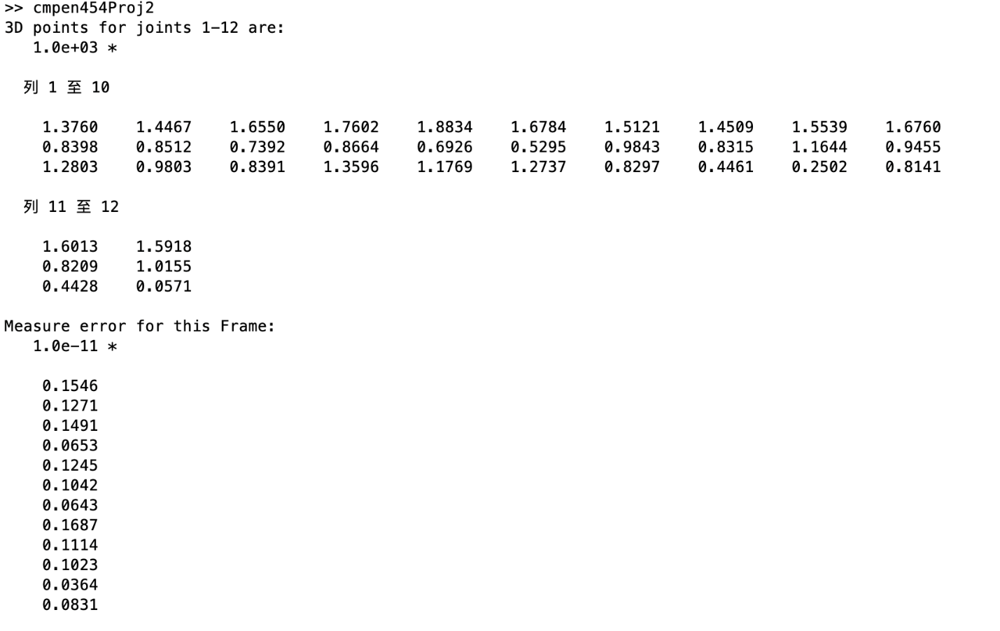 >> cmpen454Proj2
3D points for joints 1-12 are:
1.0e+03 *
列 1 至 10
1.3760 1.4467 1.6550 1.7602 1.8834 1.6784 1.5121 1.4509 1.5539 1.6760
0.8398 0.8512 0.7392 0.8664 0.6926 0.5295 0.9843 0.8315 1.1644 0.9455
1.2803 0.9803 0.8391 1.3596 1.1769 1.2737 0.8297 0.4461 0.2502 0.8141
列 11 至 12
1.6013 1.5918
0.8209 1.0155
0.4428 0.0571
Measure error for this Frame:
1.0e-11 *
0.1546
0.1271
0.1491
0.0653
0.1245
0.1042
0.0643
0.1687
0.1114
0.1023
0.0364
0.0831